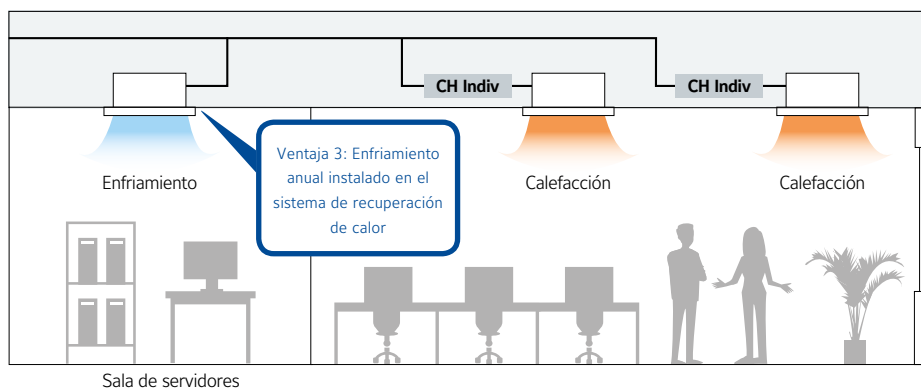 CH Indiv
CH Indiv
Ventaja 3: Enfriamiento
anual instalado en el
sistema de recuperación
de calor
Enfriamiento
Calefacción
Calefacción
Sala de servidores